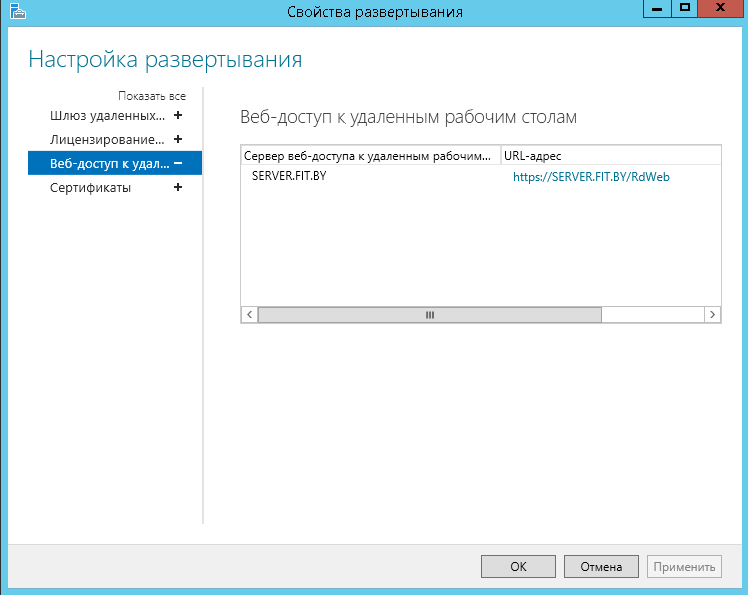 Свойства развертывания
Настройка развертывания
Показать все
Шлюз удаленных... +
Лицензирование... +
Веб-доступ к удал... –
Сертификаты +
Веб-доступ к удаленным рабочим столам
Сервер веб-доступа к удаленным рабочим... URL-адрес
SERVER.FIT.BY https://SERVER.FIT.BY/RdWeb
OK Отмена Применить